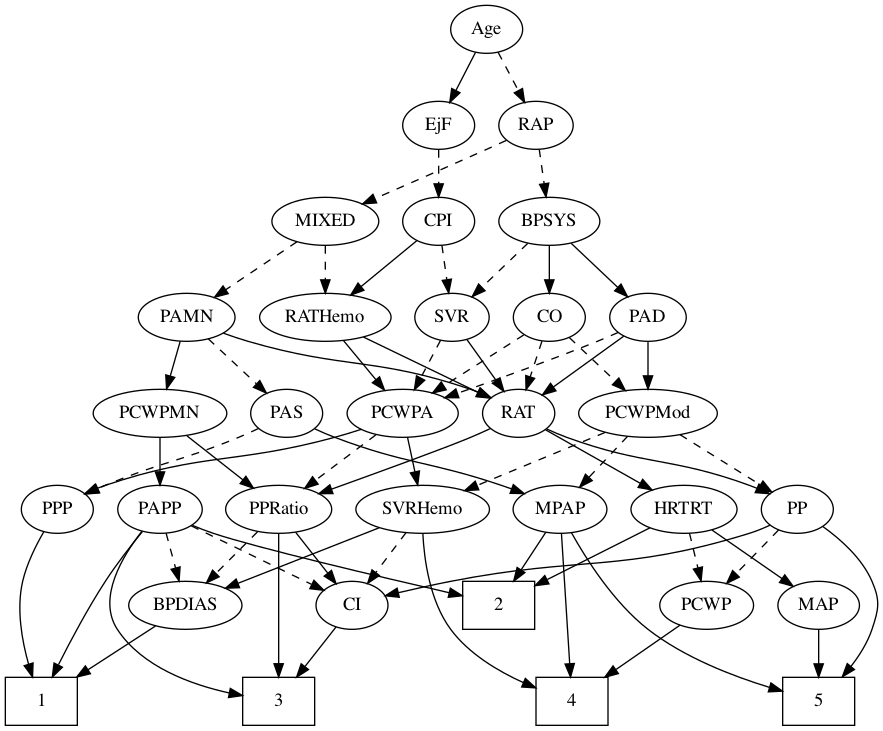 Age
EjF
RAP
MIXED
CPI
BPSYS
PAMN
RATHemo
SVR
CO
PAD
PCWPMN
PAS
PCWPA
RAT
PCWPMod
PPP
PAPP
PPRatio
SVRHemo
MPAP
HRTRT
PP
BPDIAS
CI
2
PCWP
MAP
1
3
4
5